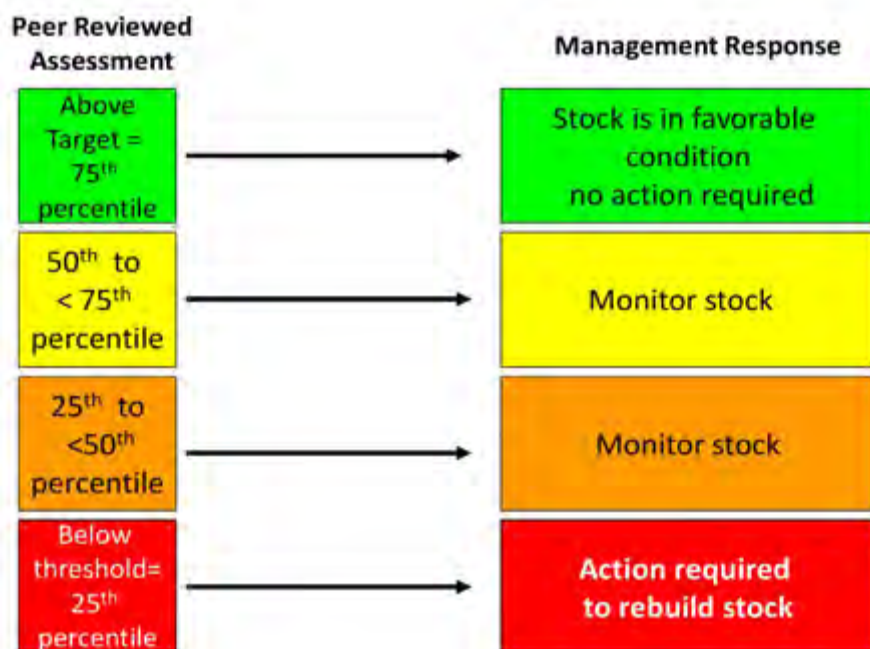 Peer Reviewed
Assessment
Management Response
Above
Target =
75th
percentile
Stock is in favorable
condition
no action required
50th to
< 75th
percentile
Monitor stock
25th to
<50th
percentile
Monitor stock
Below
threshold=
25th
percentile
Action required
to rebuild stock